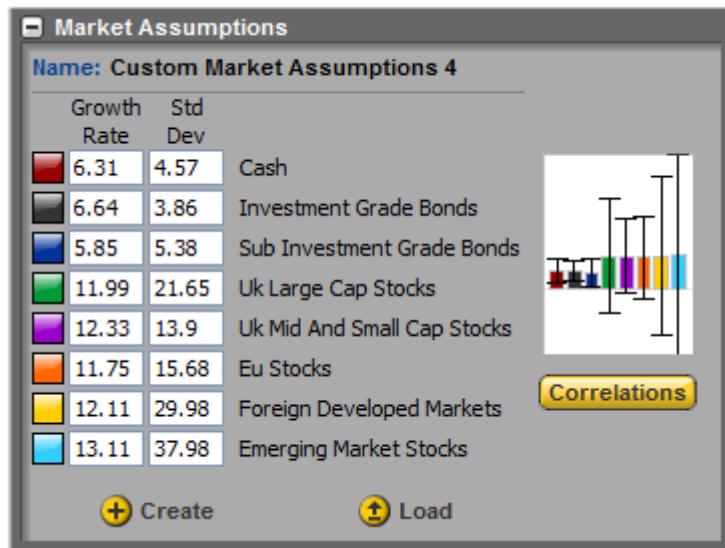 Market Assumptions
Name: Custom Market Assumptions 4
Growth Rate Std Dev
6.31 4.57 Cash
6.64 3.86 Investment Grade Bonds
5.85 5.38 Sub Investment Grade Bonds
11.99 21.65 Uk Large Cap Stocks
12.33 13.9 Uk Mid And Small Cap Stocks
11.75 15.68 Eu Stocks
12.11 29.98 Foreign Developed Markets
13.11 37.98 Emerging Market Stocks
Correlations
Create Load